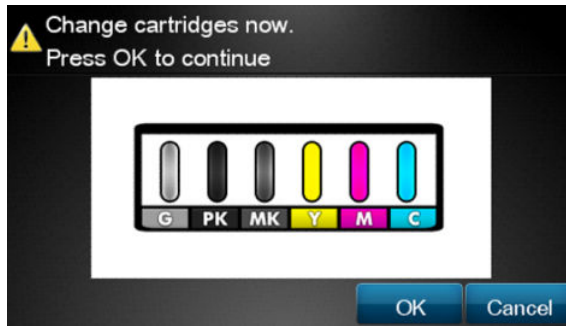 Change cartridges now.
Press OK to continue
G PK MK Y M C
OK Cancel